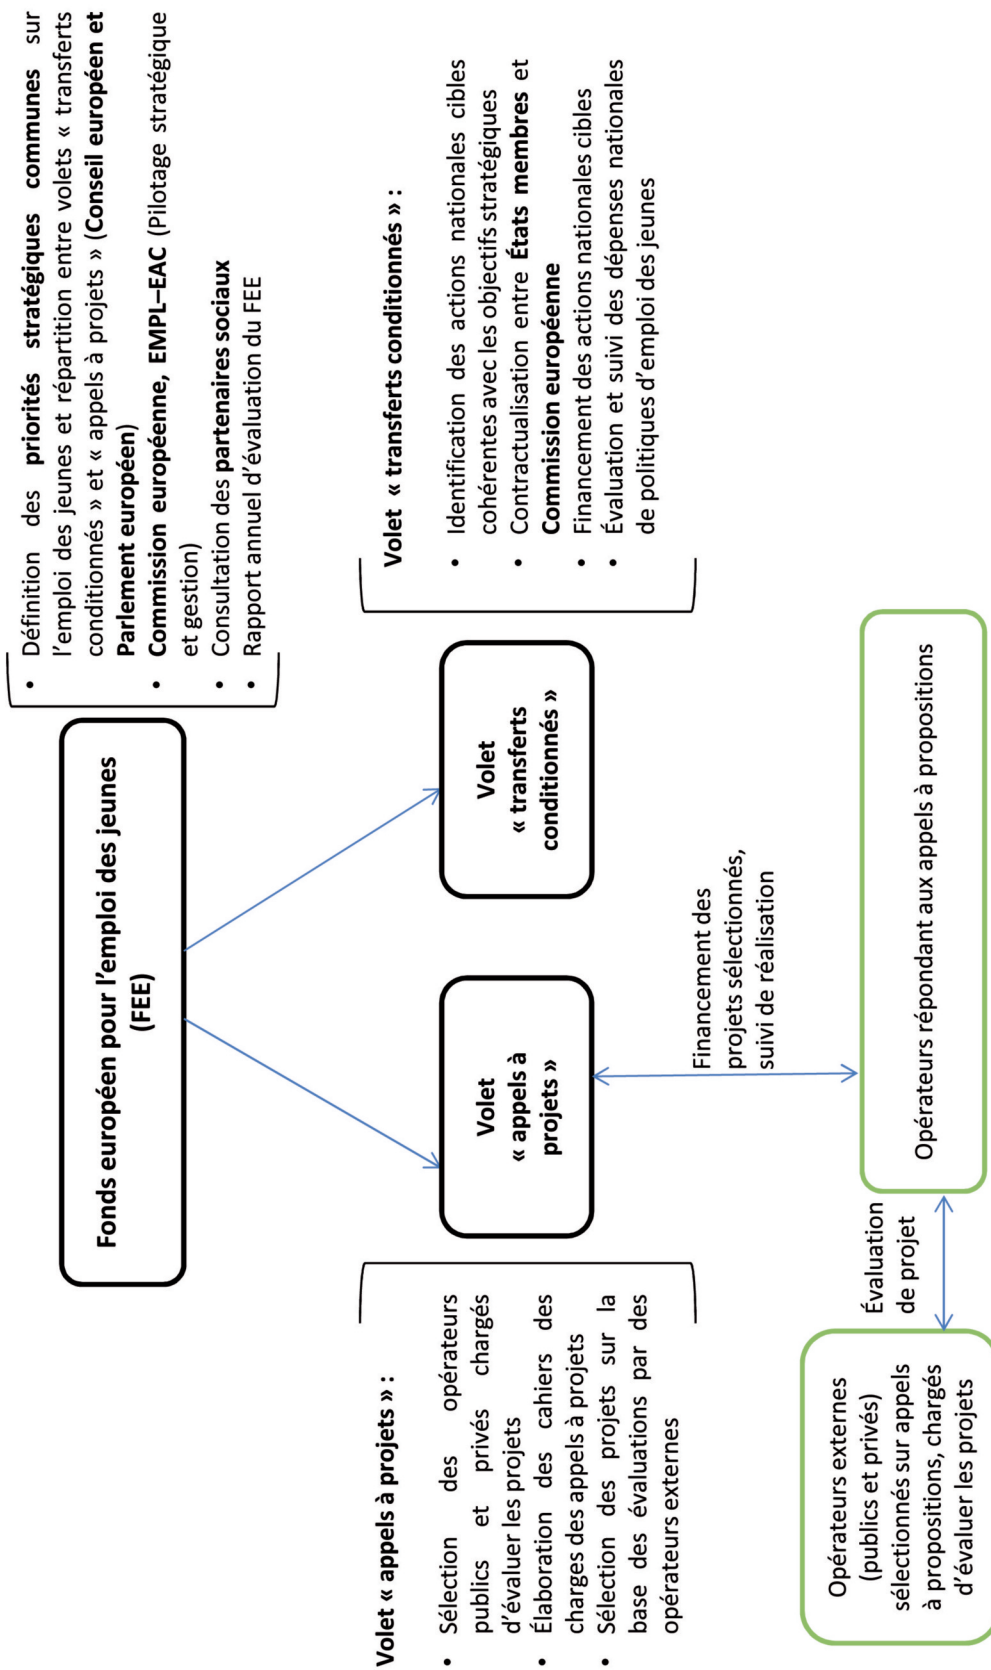 Fonds européen pour l'emploi des jeunes
(FEE)
• Définition des priorités stratégiques communes sur
l'emploi des jeunes et répartition entre volets « transferts
conditionnés » et « appels à projets » (Conseil européen et
Parlement européen)
• Commission européenne, EMPL–EAC (Pilotage stratégique
et gestion)
• Consultation des partenaires sociaux
• Rapport annuel d'évaluation du FEE
Volet « appels à projets » :
• Sélection des opérateurs
publics et privés chargés
d'évaluer les projets
• Élaboration des cahiers des
charges des appels à projets
• Sélection des projets sur la
base des évaluations par des
opérateurs externes
Volet
« appels à
projets »
Volet
« transferts
conditionnés »
Volet « transferts conditionnés » :
• Identification des actions nationales cibles
cohérentes avec les objectifs stratégiques
• Contractualisation entre États membres et
Commission européenne
• Financement des actions nationales cibles
• Évaluation et suivi des dépenses nationales
de politiques d'emploi des jeunes
Financement des
projets sélectionnés,
suivi de réalisation
Opérateurs externes
(publics et privés)
sélectionnés sur appels
à propositions, chargés
d'évaluer les projets
Évaluation
de projet
Opérateurs répondant aux appels à propositions